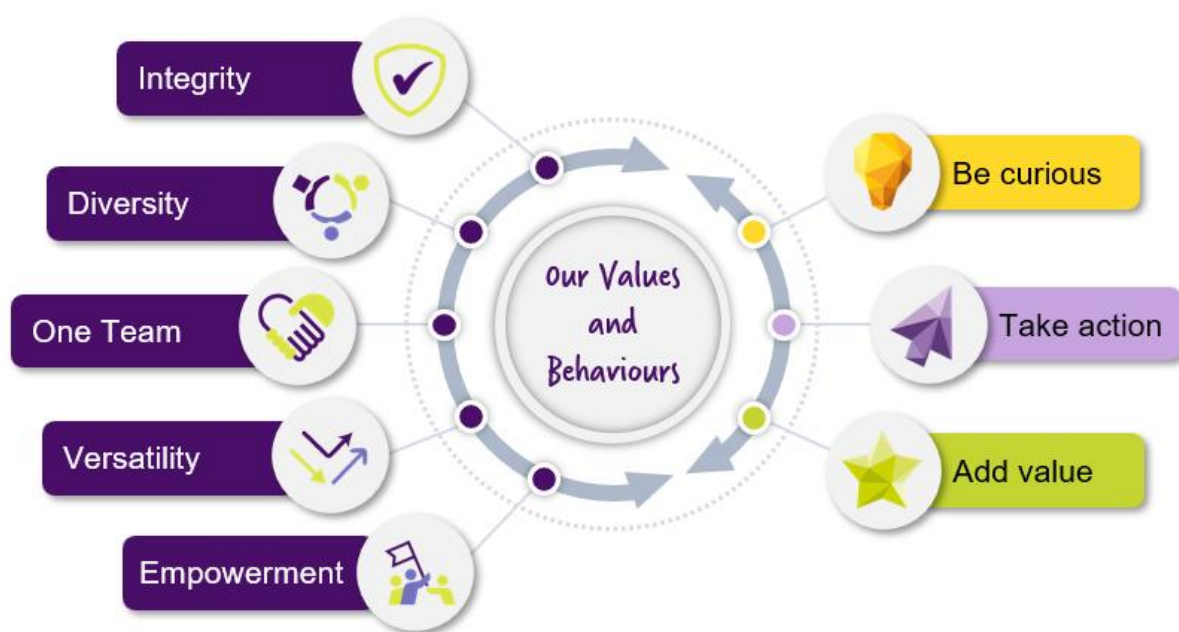 Integrity
Diversity
One Team
Versatility
Empowerment
Our Values
and
Behaviours
Be curious
Take action
Add value